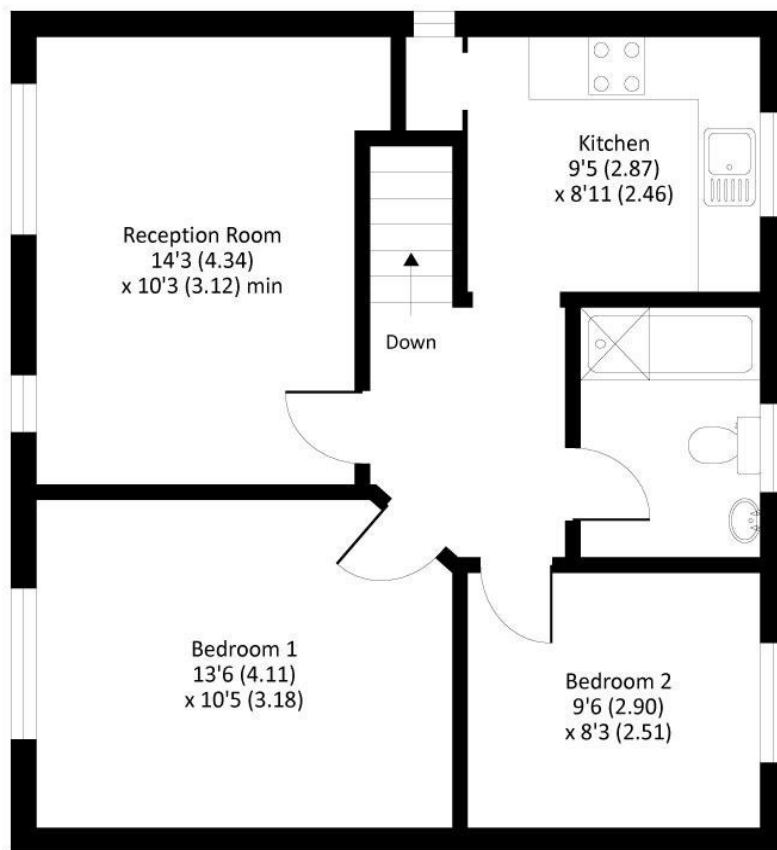 Kitchen
9'5 (2.87)
x 8'11 (2.46)
Reception Room
14'3 (4.34)
x 10'3 (3.12) min
Down
Bedroom 1
13'6 (4.11)
x 10'5 (3.18)
Bedroom 2
9'6 (2.90)
x 8'3 (2.51)